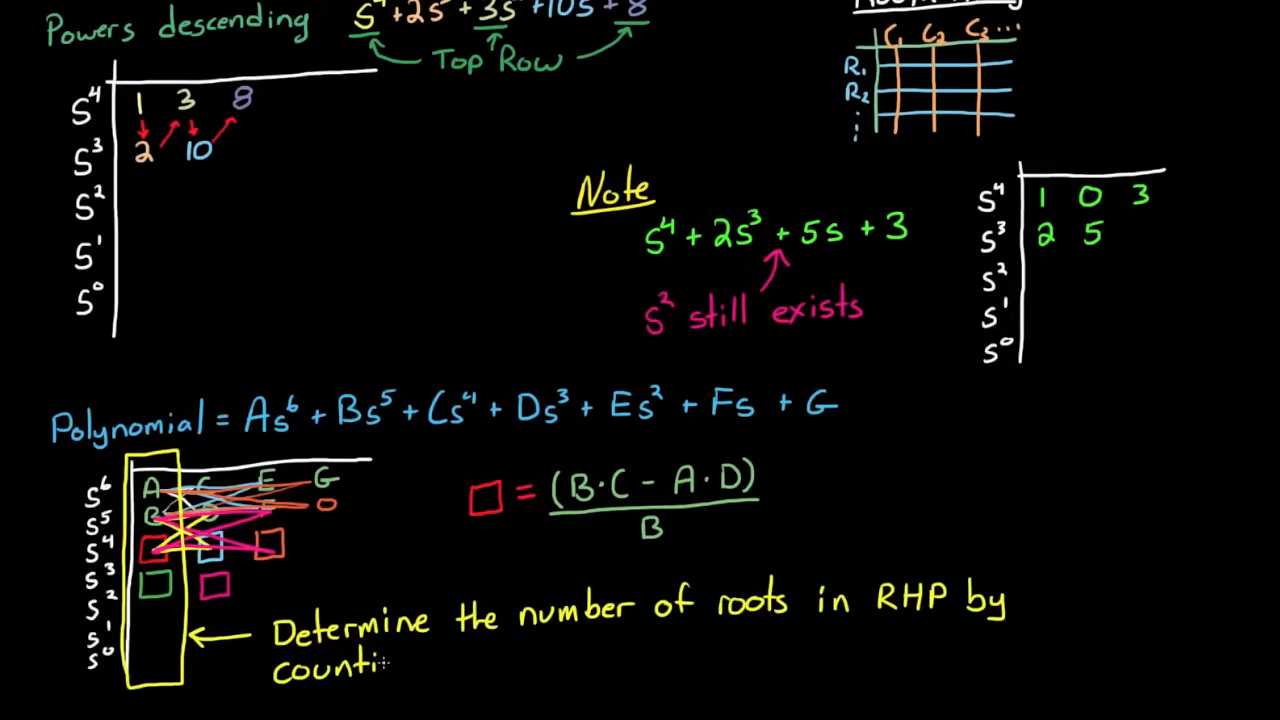 Powers descending
S⁴+2S³+3S²+10S+8
Top Row
S⁴ 1 3 8
S³ 2 10
S²
S¹
S⁰
C₁ C₂ C₃ ...
R₁
R₂
Note
S⁴ + 2S³ + 5S + 3
S² still exists
S⁴ 1 0 3
S³ 2 5
S²
S¹
S⁰
Polynomial = As⁶ + Bs⁵ + Cs⁴ + Ds³ + Es² + Fs + G
S⁶ A C E G
S⁵ B D F 0
S⁴
S³
S²
S¹
S⁰
□ = (B·C - A·D)
B
Determine the number of roots in RHP by
counti